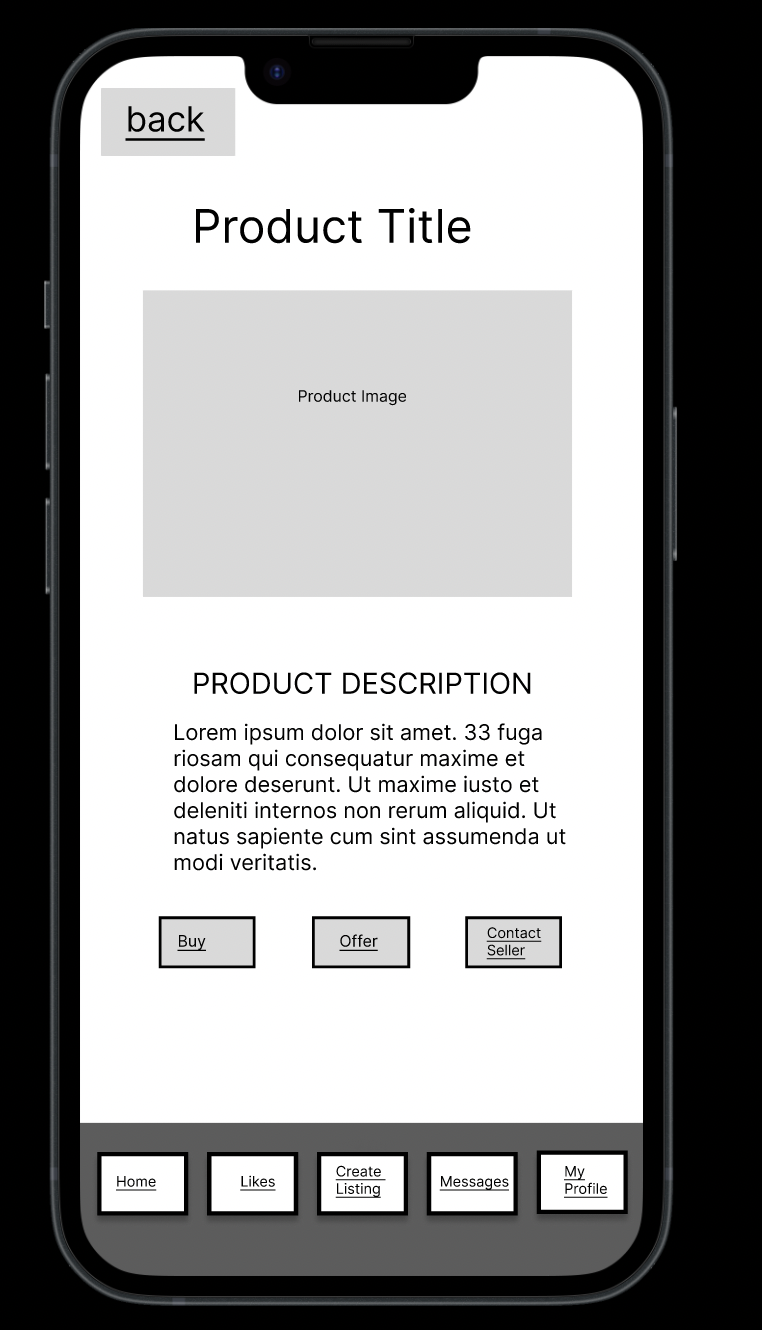 back
Product Title
Product Image
PRODUCT DESCRIPTION
Lorem ipsum dolor sit amet. 33 fuga
riosam qui consequatur maxime et
dolore deserunt. Ut maxime iusto et
deleniti internos non rerum aliquid. Ut
natus sapiente cum sint assumenda ut
modi veritatis.
Buy
Offer
Contact
Seller
Home
Likes
Create
Listing
Messages
My
Profile